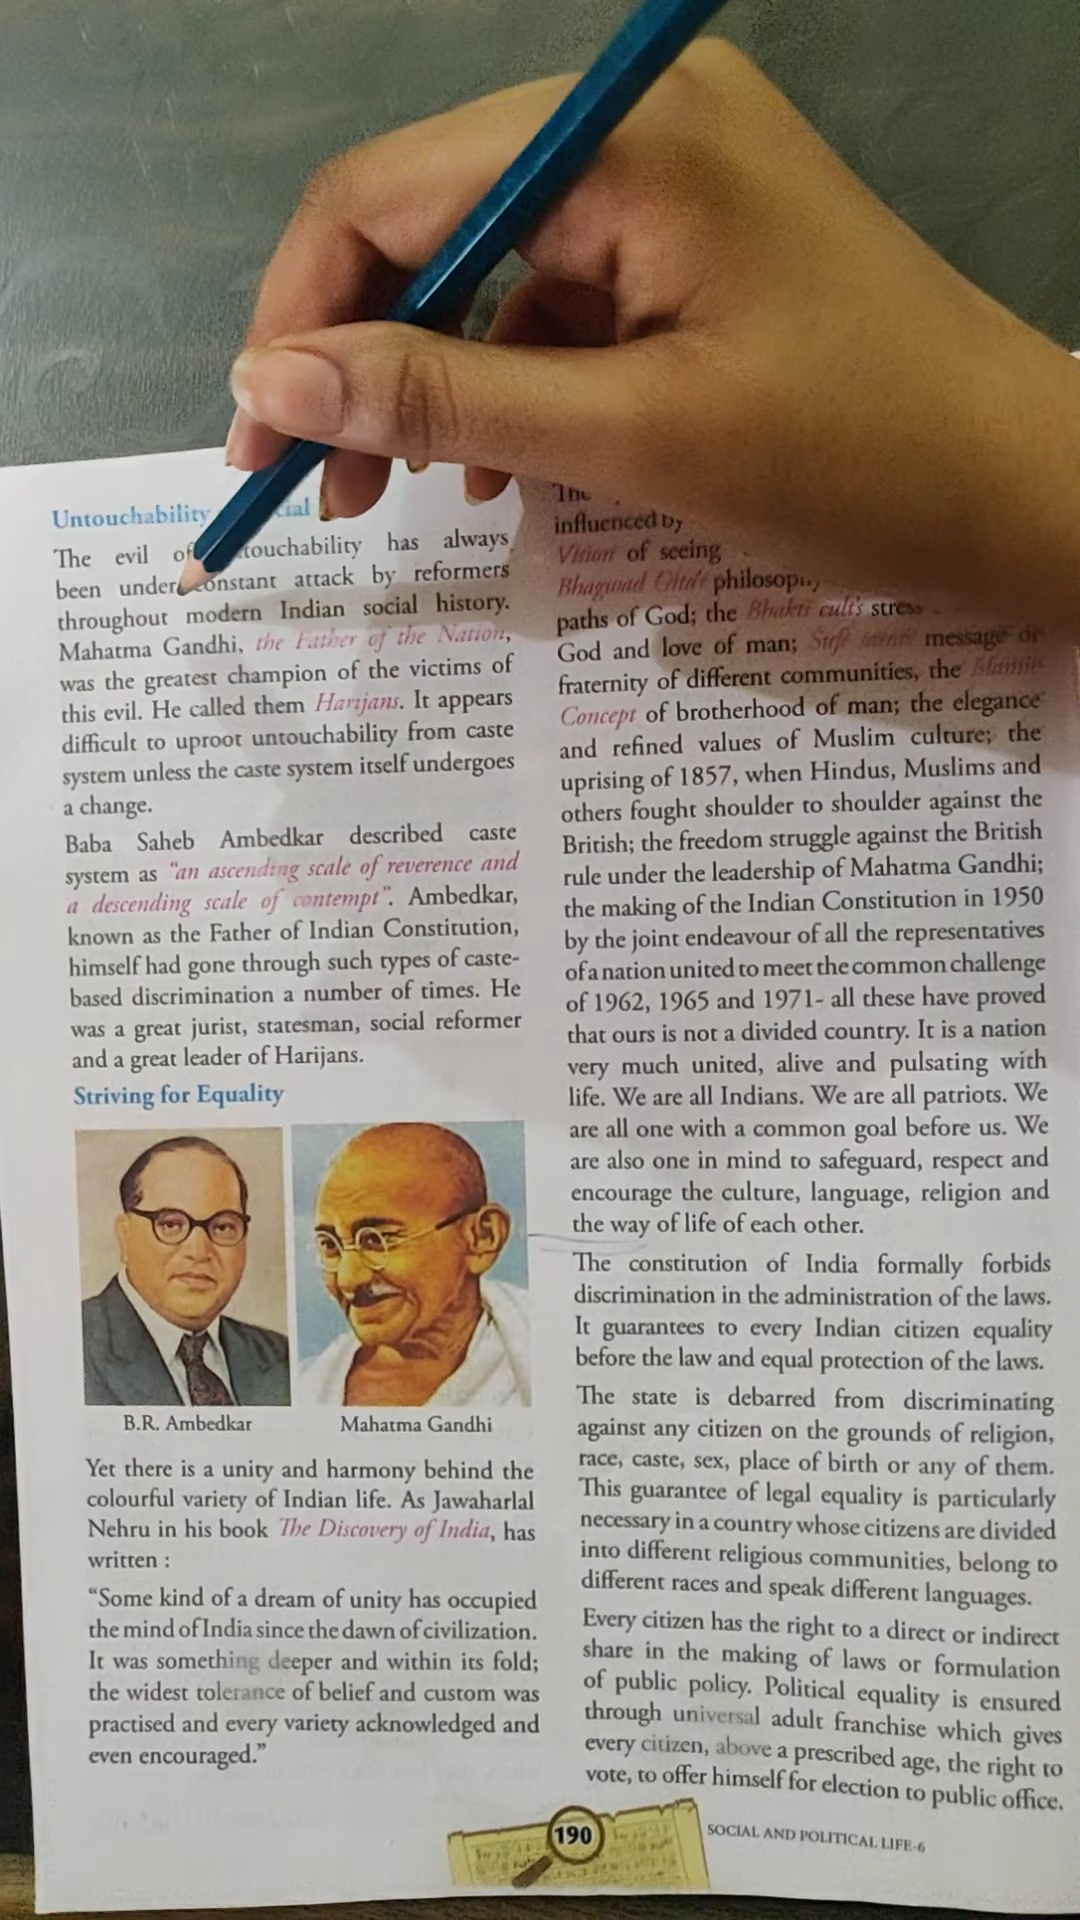 Untouchability
The evil of untouchability has always
been under constant attack by reformers
throughout modern Indian social history.
Mahatma Gandhi, the Father of the Nation,
was the greatest champion of the victims of
this evil. He called them Harijans. It appears
difficult to uproot untouchability from caste
system unless the caste system itself undergoes
a change.
Baba Saheb Ambedkar described caste
system as "an ascending scale of reverence and
a descending scale of contempt". Ambedkar,
known as the Father of Indian Constitution,
himself had gone through such types of caste-
based discrimination a number of times. He
was a great jurist, statesman, social reformer
and a great leader of Harijans.
Striving for Equality
B.R. Ambedkar
Mahatma Gandhi
Yet there is a unity and harmony behind the
colourful variety of Indian life. As Jawaharlal
Nehru in his book The Discovery of India, has
written :
“Some kind of a dream of unity has occupied
the mind of India since the dawn of civilization.
It was something deeper and within its fold;
the widest tolerance of belief and custom was
practised and every variety acknowledged and
even encouraged.”
influenced by
Vision of seeing
Bhagwad Gita's philosophy
paths of God; the Bhakti cult's stress
God and love of man; Sufi message of
fraternity of different communities, the Islamic
Concept of brotherhood of man; the elegance
and refined values of Muslim culture; the
uprising of 1857, when Hindus, Muslims and
others fought shoulder to shoulder against the
British; the freedom struggle against the British
rule under the leadership of Mahatma Gandhi;
the making of the Indian Constitution in 1950
by the joint endeavour of all the representatives
of a nation united to meet the common challenge
of 1962, 1965 and 1971- all these have proved
that ours is not a divided country. It is a nation
very much united, alive and pulsating with
life. We are all Indians. We are all patriots. We
are all one with a common goal before us. We
are also one in mind to safeguard, respect and
encourage the culture, language, religion and
the way of life of each other.
The constitution of India formally forbids
discrimination in the administration of the laws.
It guarantees to every Indian citizen equality
before the law and equal protection of the laws.
The state is debarred from discriminating
against any citizen on the grounds of religion,
race, caste, sex, place of birth or any of them.
This guarantee of legal equality is particularly
necessary in a country whose citizens are divided
into different religious communities, belong to
different races and speak different languages.
Every citizen has the right to a direct or indirect
share in the making of laws or formulation
of public policy. Political equality is ensured
through universal adult franchise which gives
every citizen, above a prescribed age, the right to
vote, to offer himself for election to public office.
190
SOCIAL AND POLITICAL LIFE-6